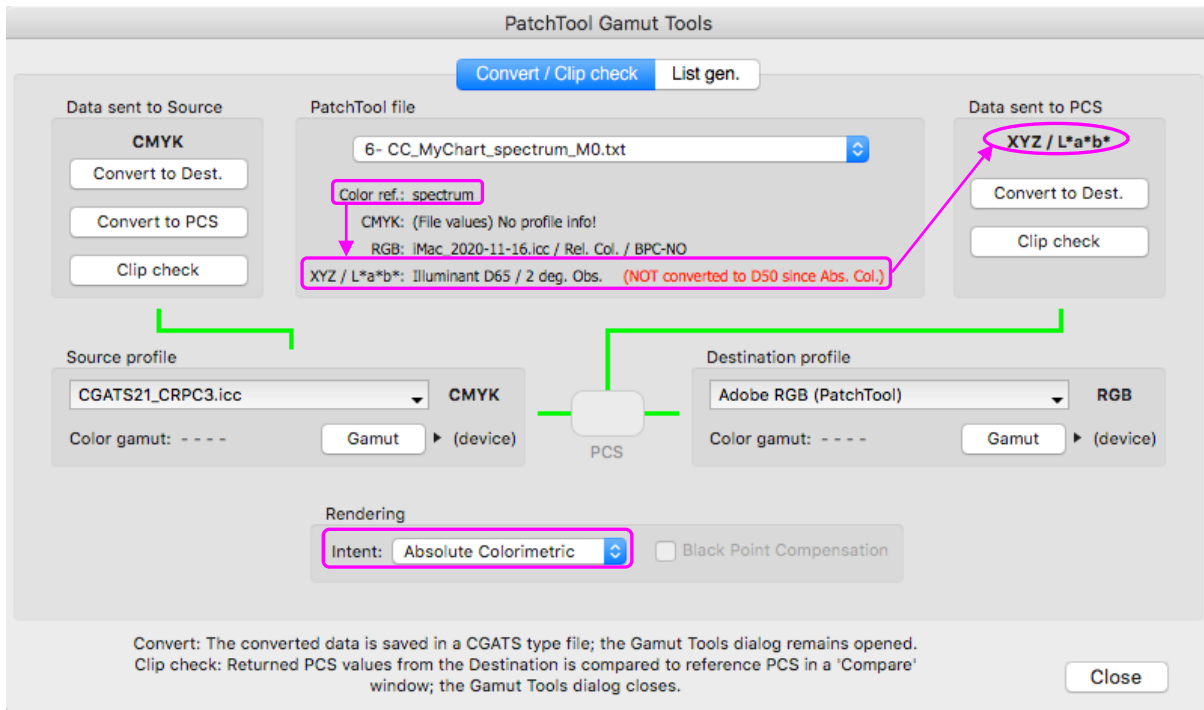 PatchTool Gamut Tools
Convert / Clip check
List gen.
Data sent to Source
CMYK
Convert to Dest.
Convert to PCS
Clip check
PatchTool file
6- CC_MyChart_spectrum_M0.txt
Color ref.: spectrum
CMYK: (File values) No profile info!
RGB: iMac_2020-11-16.icc / Rel. Col. / BPC-NO
XYZ / L*a*b*: Illuminant D65 / 2 deg. Obs. (NOT converted to D50 since Abs. Col.)
Data sent to PCS
XYZ / L*a*b*
Convert to Dest.
Clip check
Source profile
CGATS21_CRPC3.icc CMYK
Color gamut: - - - - Gamut (device)
PCS
Destination profile
Adobe RGB (PatchTool) RGB
Color gamut: - - - - Gamut (device)
Rendering
Intent: Absolute Colorimetric Black Point Compensation
Convert: The converted data is saved in a CGATS type file; the Gamut Tools dialog remains opened.
Clip check: Returned PCS values from the Destination is compared to reference PCS in a 'Compare'
window; the Gamut Tools dialog closes.
Close